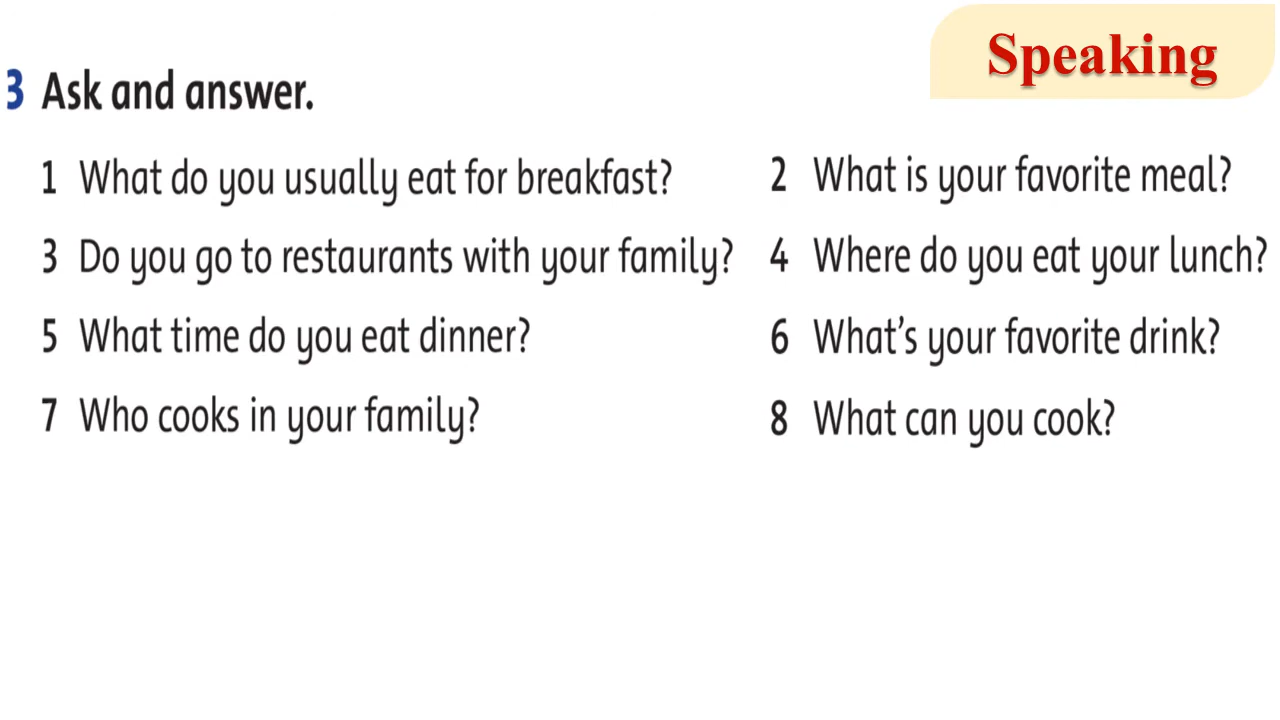 Speaking
3 Ask and answer.
1 What do you usually eat for breakfast?
2 What is your favorite meal?
3 Do you go to restaurants with your family?
4 Where do you eat your lunch?
5 What time do you eat dinner?
6 What's your favorite drink?
7 Who cooks in your family?
8 What can you cook?